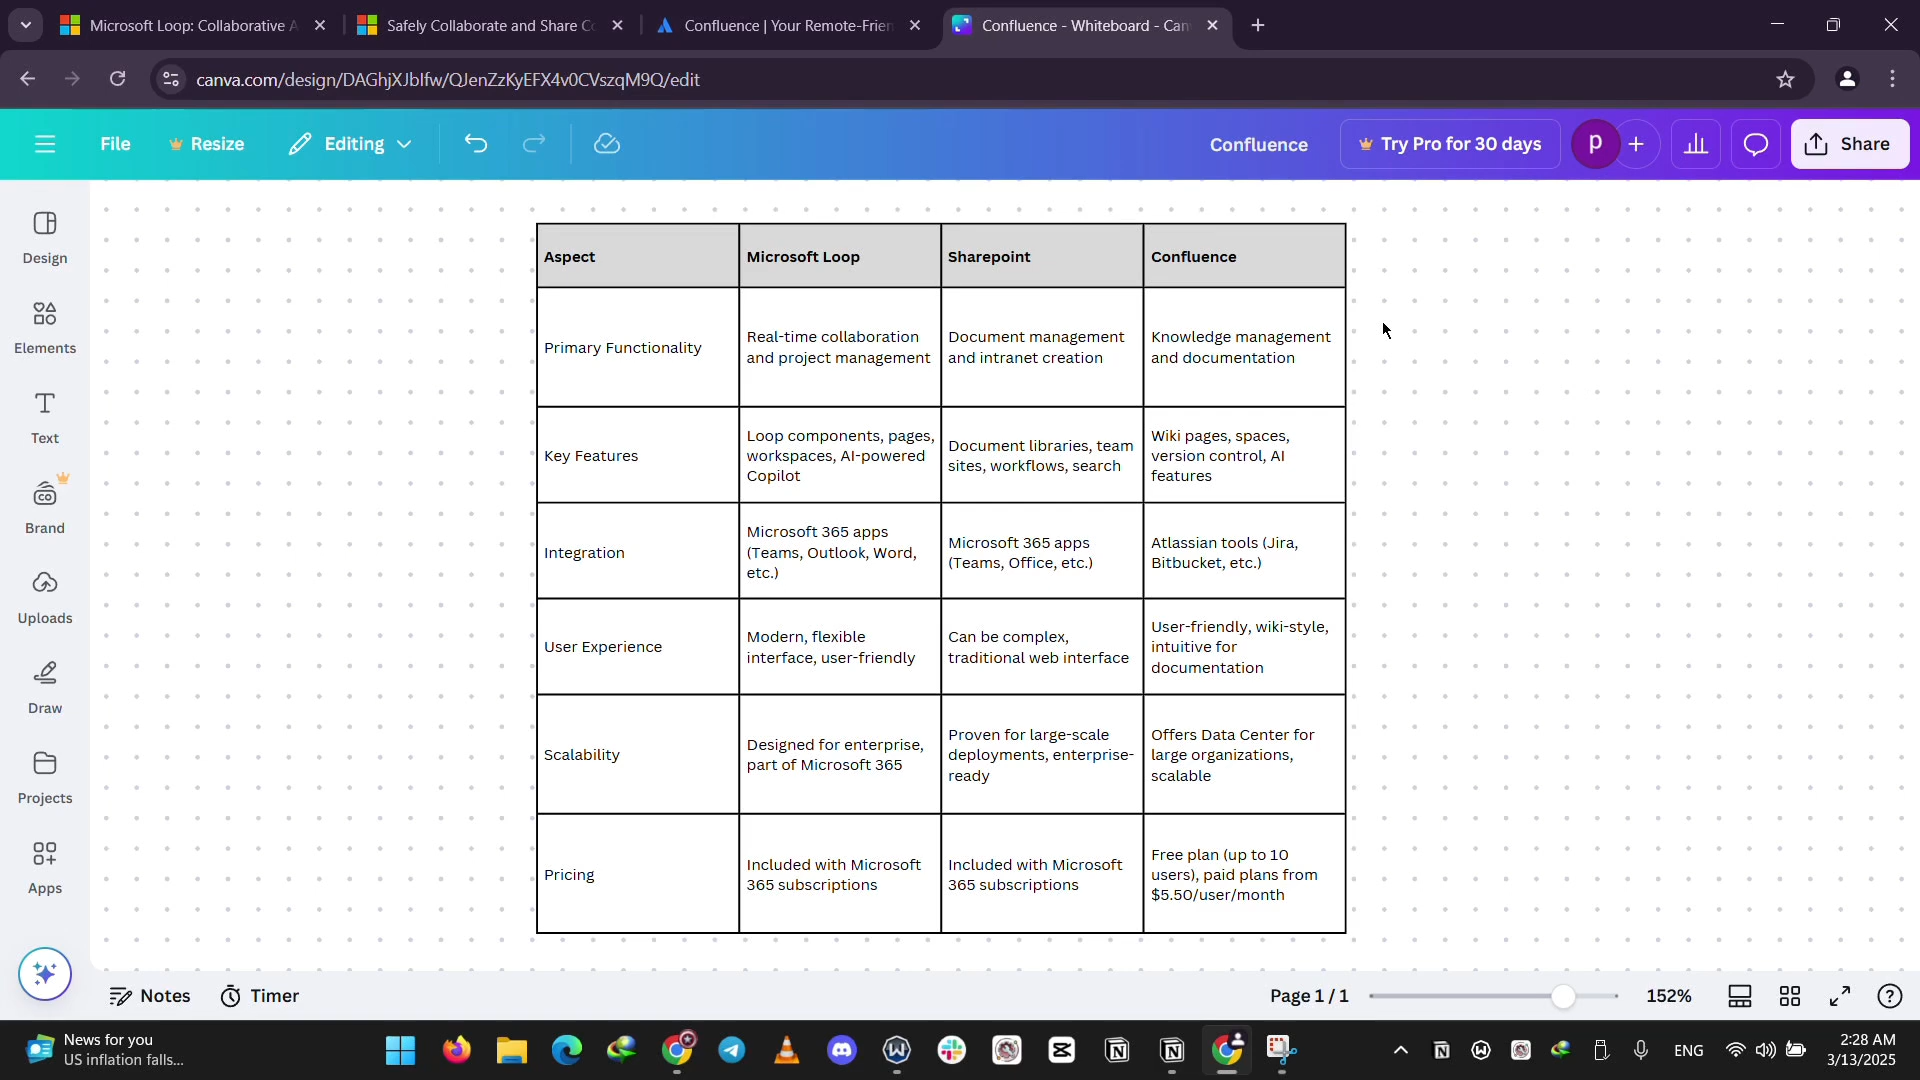 Microsoft Loop: Collaborative A
Safely Collaborate and Share Co
Confluence | Your Remote-Frien
Confluence - Whiteboard - Can
canva.com/design/DAGhjXJbIfw/QJenZzKyEFX4v0CVszqM9Q/edit
File
Resize
Editing
Confluence
Try Pro for 30 days
p
Share
Design
Elements
Text
Brand
Uploads
Draw
Projects
Apps
Aspect
Microsoft Loop
Sharepoint
Confluence
Primary Functionality
Real-time collaboration
and project management
Document management
and intranet creation
Knowledge management
and documentation
Key Features
Loop components, pages,
workspaces, AI-powered
Copilot
Document libraries, team
sites, workflows, search
Wiki pages, spaces,
version control, AI
features
Integration
Microsoft 365 apps
(Teams, Outlook, Word,
etc.)
Microsoft 365 apps
(Teams, Office, etc.)
Atlassian tools (Jira,
Bitbucket, etc.)
User Experience
Modern, flexible
interface, user-friendly
Can be complex,
traditional web interface
User-friendly, wiki-style,
intuitive for
documentation
Scalability
Designed for enterprise,
part of Microsoft 365
Proven for large-scale
deployments, enterprise-
ready
Offers Data Center for
large organizations,
scalable
Pricing
Included with Microsoft
365 subscriptions
Included with Microsoft
365 subscriptions
Free plan (up to 10
users), paid plans from
$5.50/user/month
Notes
Timer
Page 1 / 1
152%
News for you
US inflation falls...
ENG
2:28 AM
3/13/2025